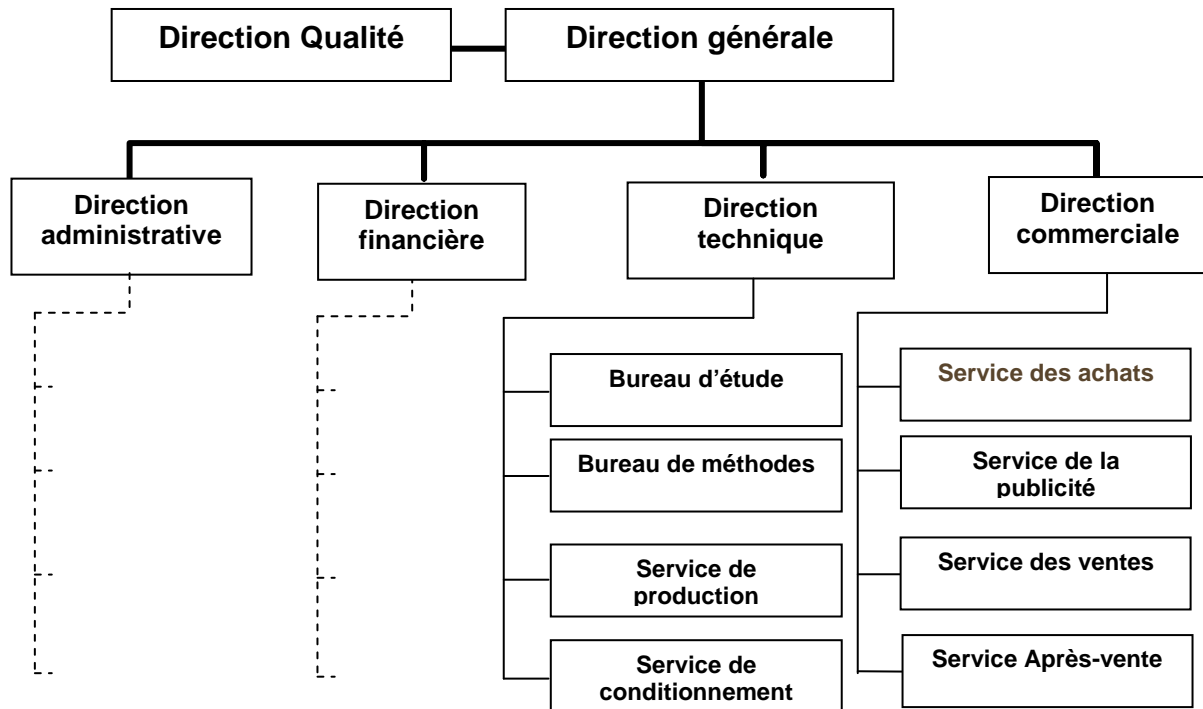 Direction Qualité
Direction générale
Direction
administrative
Direction
financière
Direction
technique
Direction
commerciale
Bureau d’étude
Bureau de méthodes
Service de
production
Service de
conditionnement
Service des achats
Service de la
publicité
Service des ventes
Service Après-vente